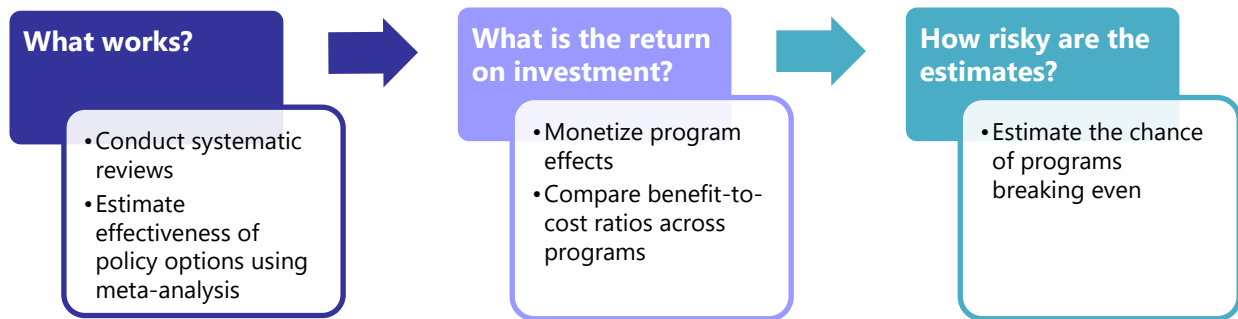 What works?
•Conduct systematic
reviews
•Estimate
effectiveness of
policy options using
meta-analysis
What is the return
on investment?
•Monetize program
effects
•Compare benefit-to-
cost ratios across
programs
How risky are the
estimates?
•Estimate the chance
of programs
breaking even